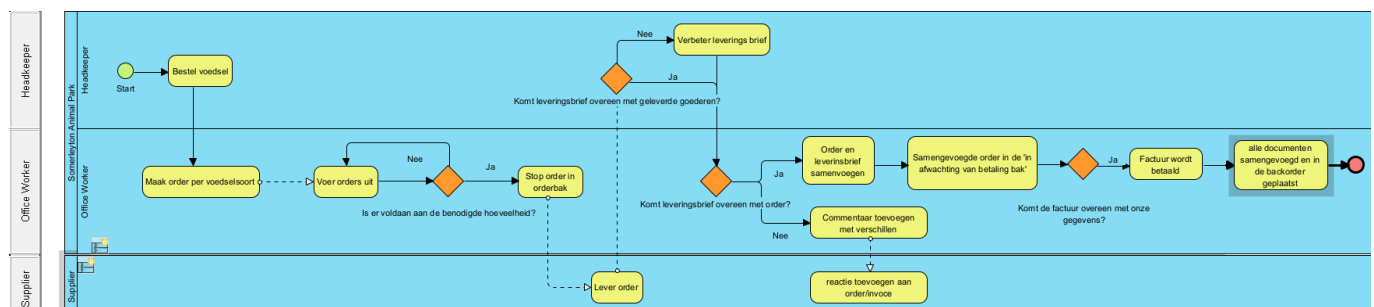 Headkeeper
Office Worker
Supplier
Somerleyton Animal Park
Headkeeper
Office Worker
Supplier
Start
Bestel voedsel
Nee
Verbeter leverings brief
Ja
Komt leveringsbrief overeen met geleverde goederen?
Maak order per voedselsoort
Voer orders uit
Nee
Ja
Is er voldaan aan de benodigde hoeveelheid?
Stop order in
orderbak
Lever order
Komt leveringsbrief overeen met order?
Ja
Nee
Order en
leverinsbrief
samenvoegen
Commentaar toevoegen
met verschillen
reactie toevoegen aan
order/invoce
Samengevoegde order in de 'in
afwachting van betaling bak'
Komt de factuur overeen met onze
gegevens?
Ja
Factuur wordt
betaald
alle documenten
samengevoegd en in
de backorder
geplaatst